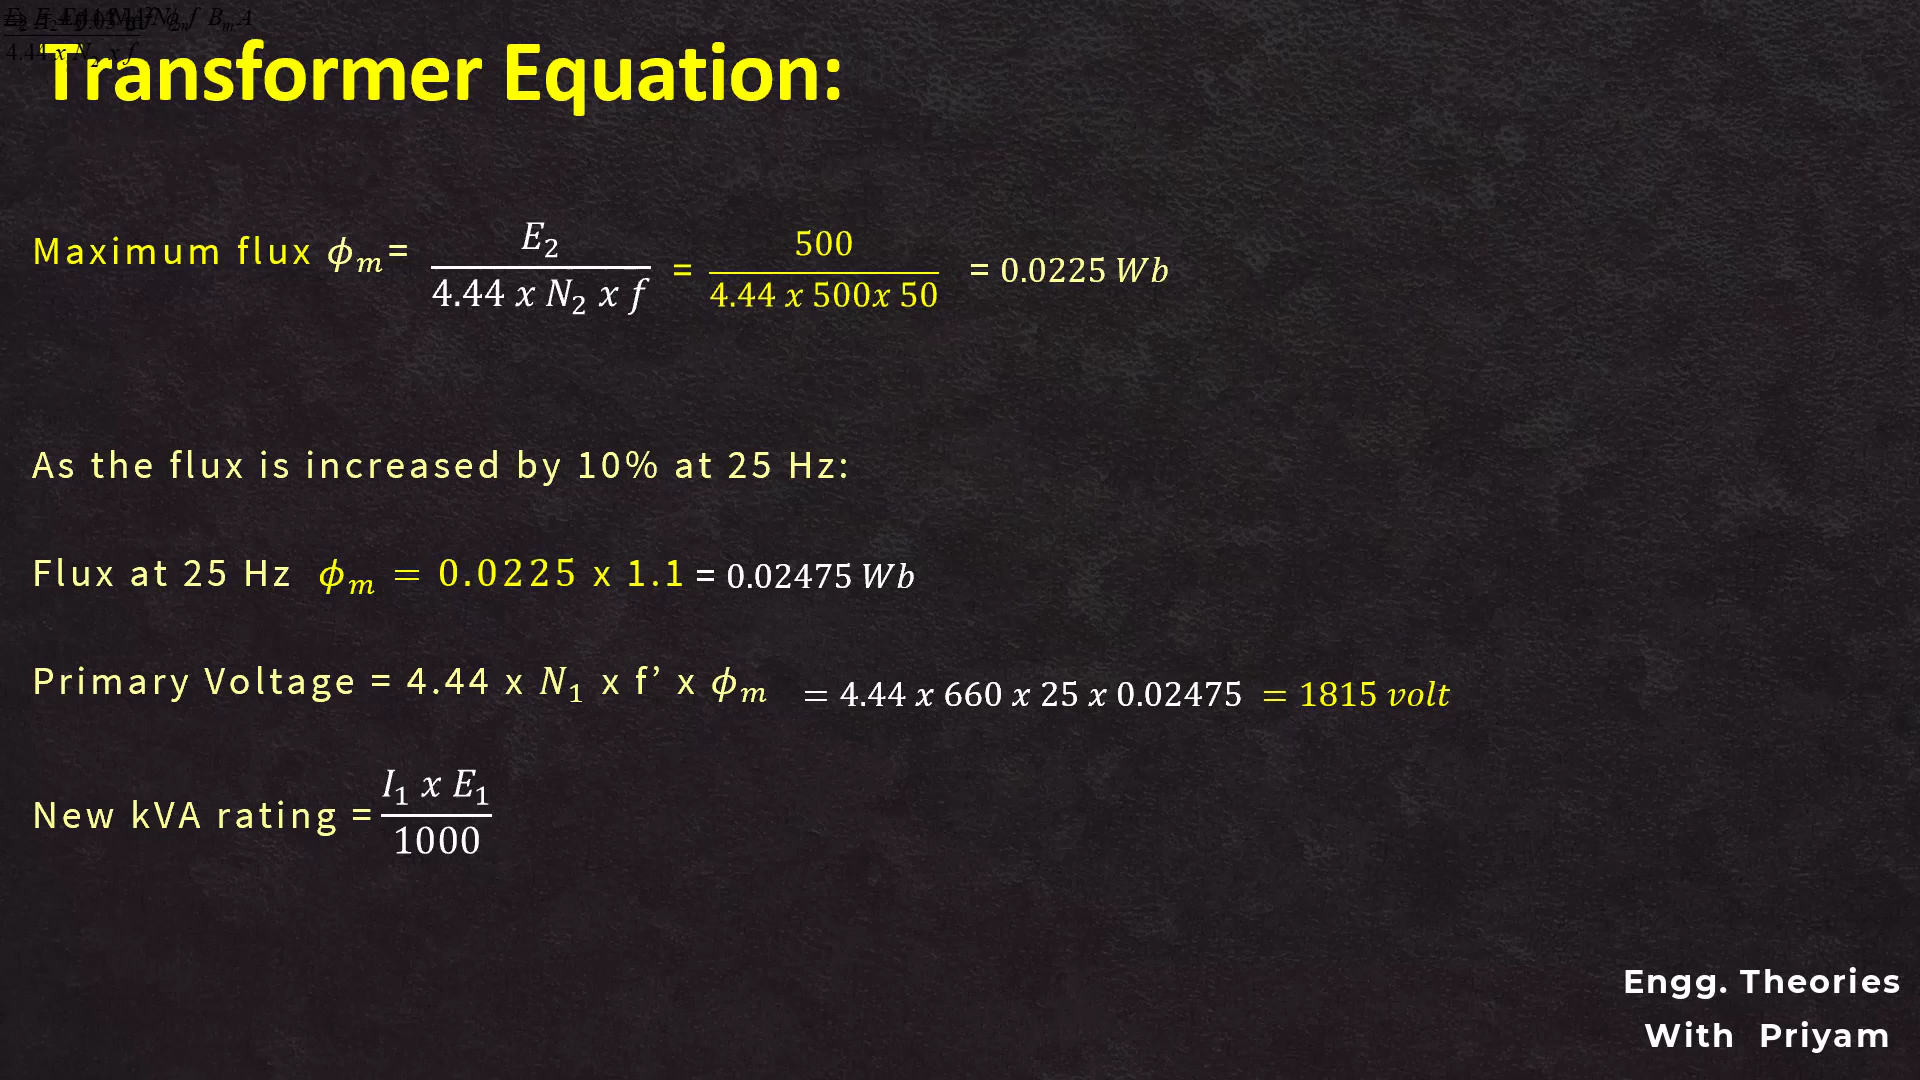 Transformer Equation:
Maximum flux ϕₘ= E₂ / 4.44 x N₂ x f = 500 / 4.44 x 500x 50 = 0.0225 Wb
As the flux is increased by 10% at 25 Hz:
Flux at 25 Hz ϕₘ = 0.0225 x 1.1 = 0.02475 Wb
Primary Voltage = 4.44 x N₁ x f’ x ϕₘ = 4.44 x 660 x 25 x 0.02475 = 1815 volt
New kVA rating = I₁ x E₁ / 1000
Engg. Theories
With Priyam